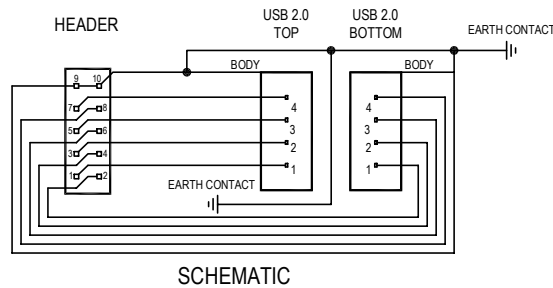 HEADER
USB 2.0
TOP
USB 2.0
BOTTOM
EARTH CONTACT
BODY
BODY
9 10
7 8
5 6
3 4
1 2
4
3
2
1
4
3
2
1
EARTH CONTACT
SCHEMATIC